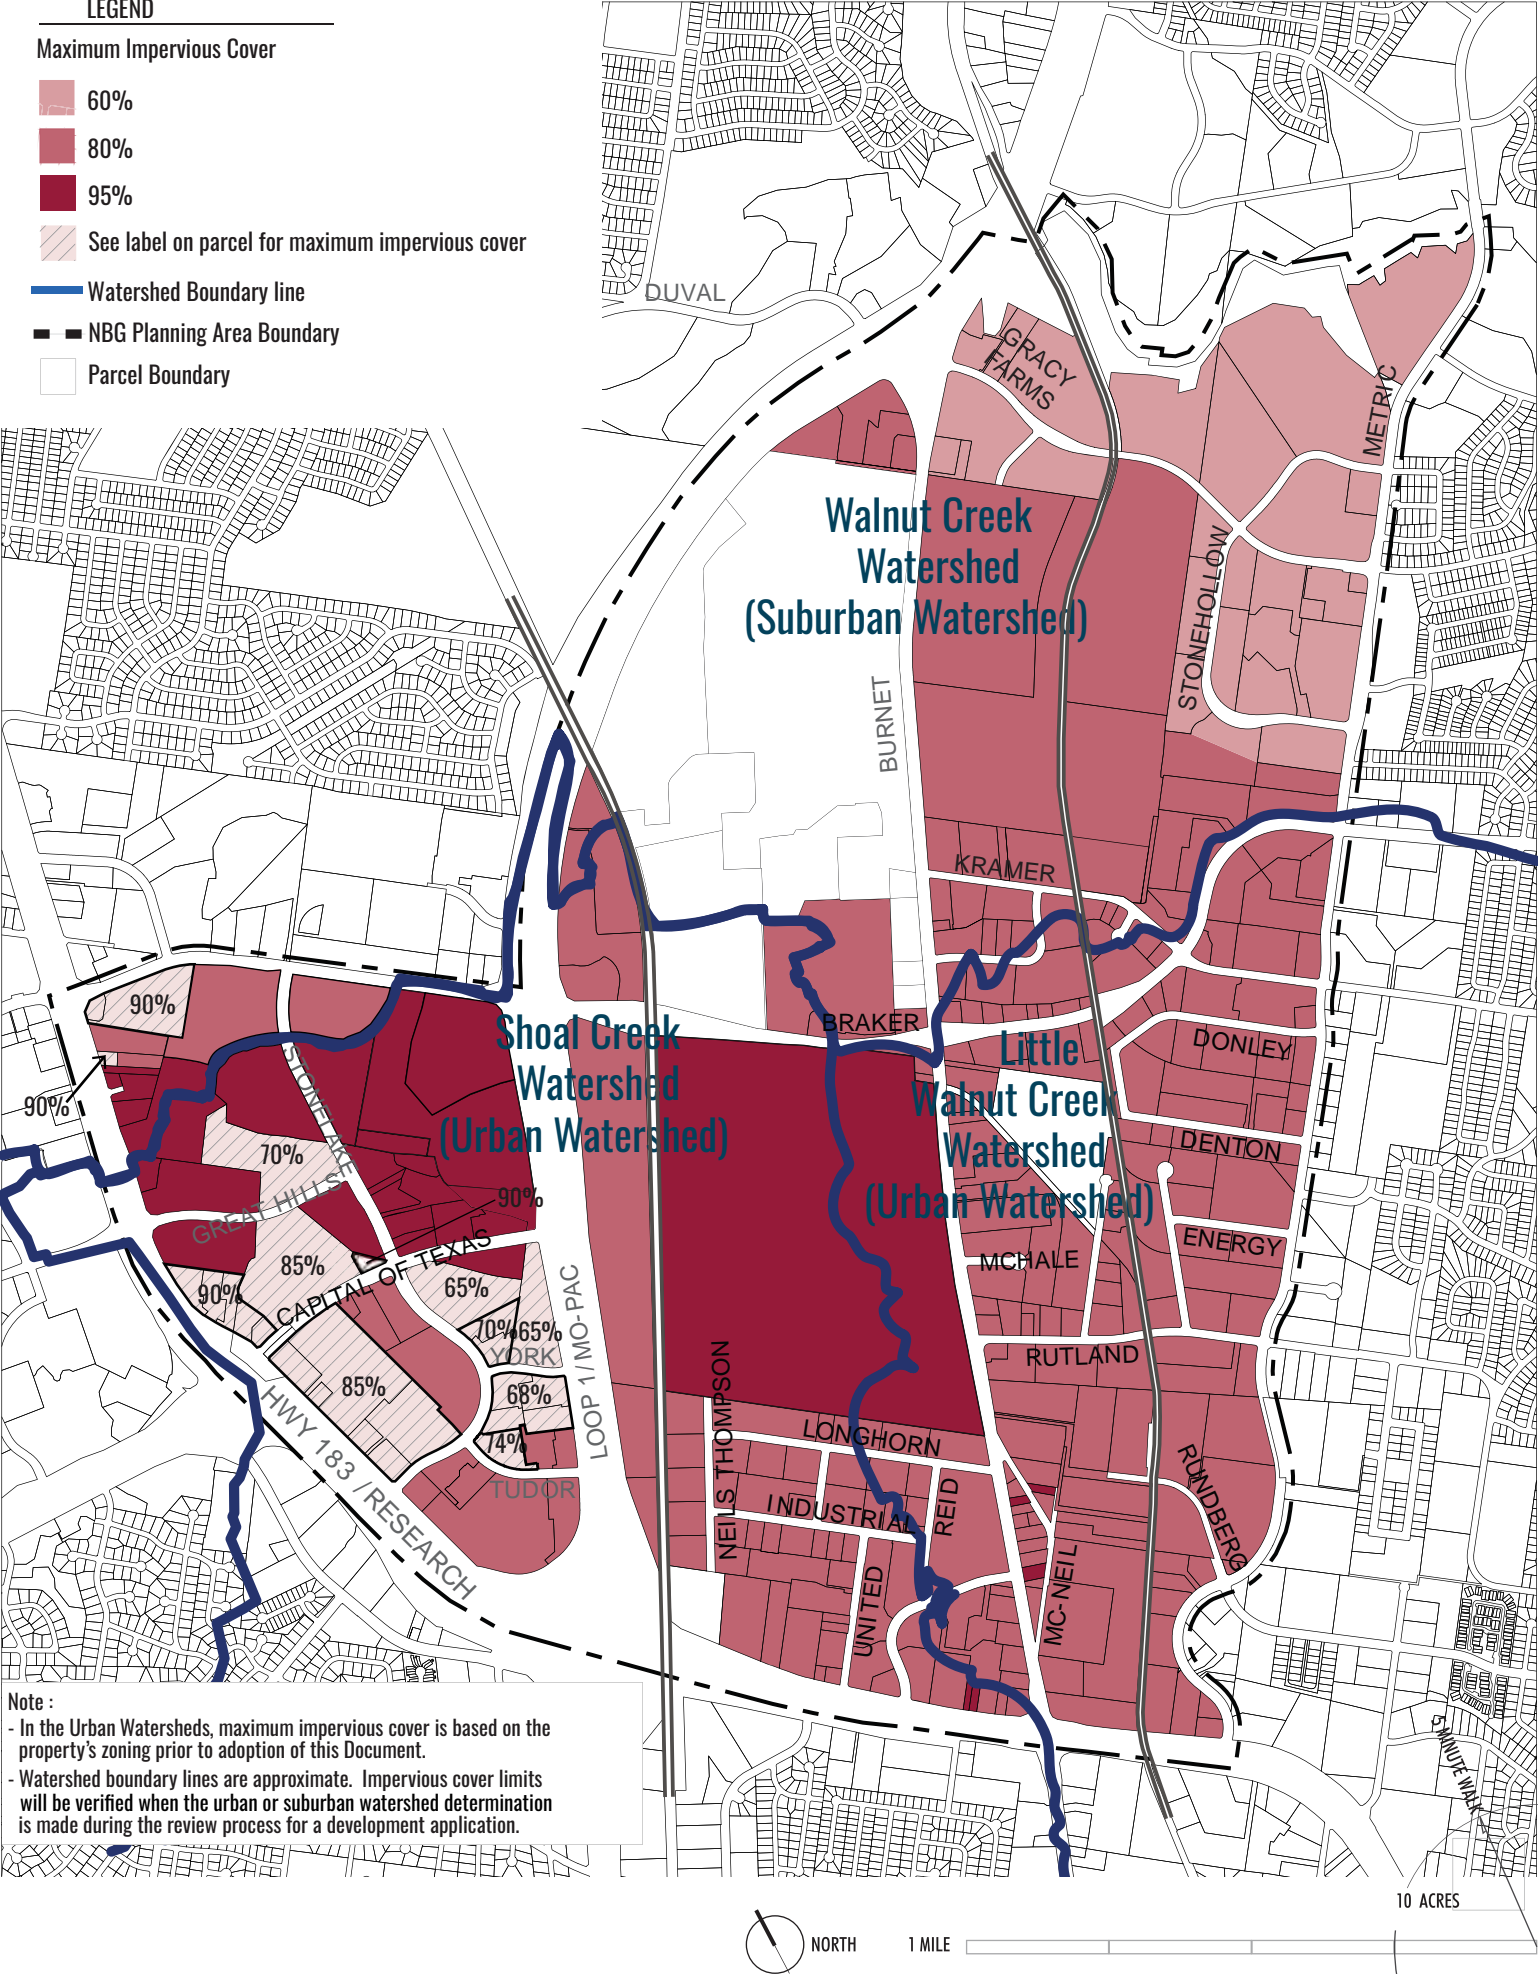 LEGEND
Maximum Impervious Cover
60%
80%
95%
See label on parcel for maximum impervious cover
Watershed Boundary line
NBG Planning Area Boundary
Parcel Boundary
DUVAL
GRACY
FARMS
METRIC
Walnut Creek
Watershed
(Suburban Watershed)
STONEHOLLOW
BURNET
KRAMER
90%
BRAKER
Shoal Creek
Watershed
(Urban Watershed)
Little
Walnut Creek
Watershed
(Urban Watershed)
DONLEY
STONELAKE
90%
70%
DENTON
GREAT HILLS
90%
ENERGY
MCHALE
85%
CAPITAL OF TEXAS
65%
90%
70%
65%
YORK
LOOP 1 / MO-PAC
RUTLAND
85%
68%
NEILS THOMPSON
74%
LONGHORN
HWY 183 / RESEARCH
TUDOR
INDUSTRIAL
REID
RUNDBERG
UNITED
MC-NEIL
Note :
- In the Urban Watersheds, maximum impervious cover is based on the
property's zoning prior to adoption of this Document.
- Watershed boundary lines are approximate. Impervious cover limits
will be verified when the urban or suburban watershed determination
is made during the review process for a development application.
5 MINUTE WALK
10 ACRES
NORTH
1 MILE